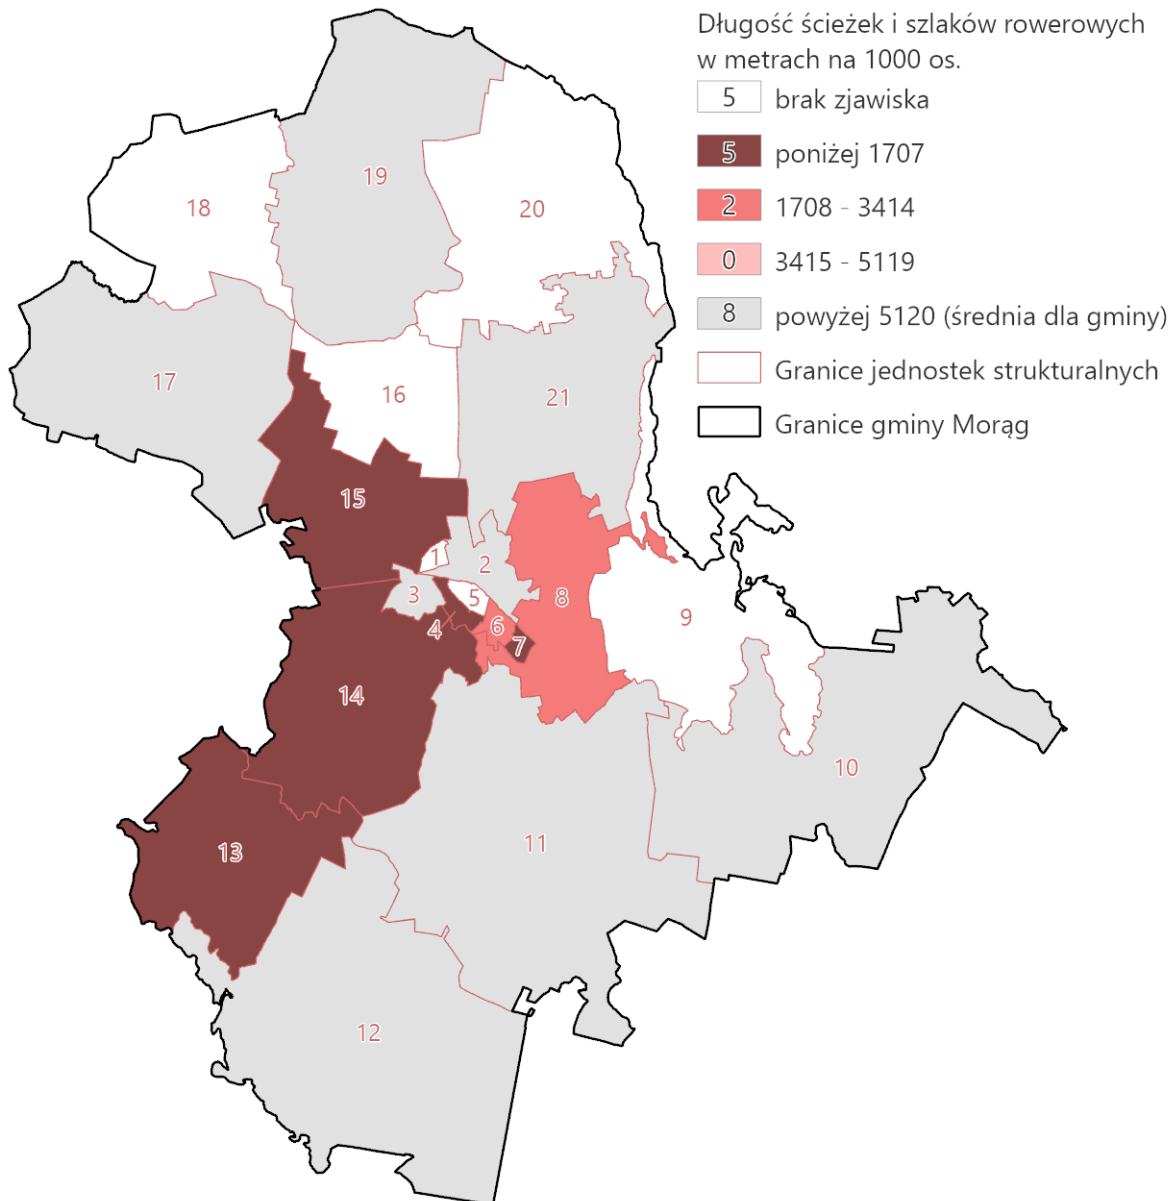 Długość ścieżek i szlaków rowerowych
w metrach na 1000 os.
5 brak zjawiska
5 poniżej 1707
2 1708 - 3414
0 3415 - 5119
8 powyżej 5120 (średnia dla gminy)
Granice jednostek strukturalnych
Granice gminy Morąg
19
18
20
17
16
21
15
1
2
3
5
8
4
6
7
9
14
10
11
13
12